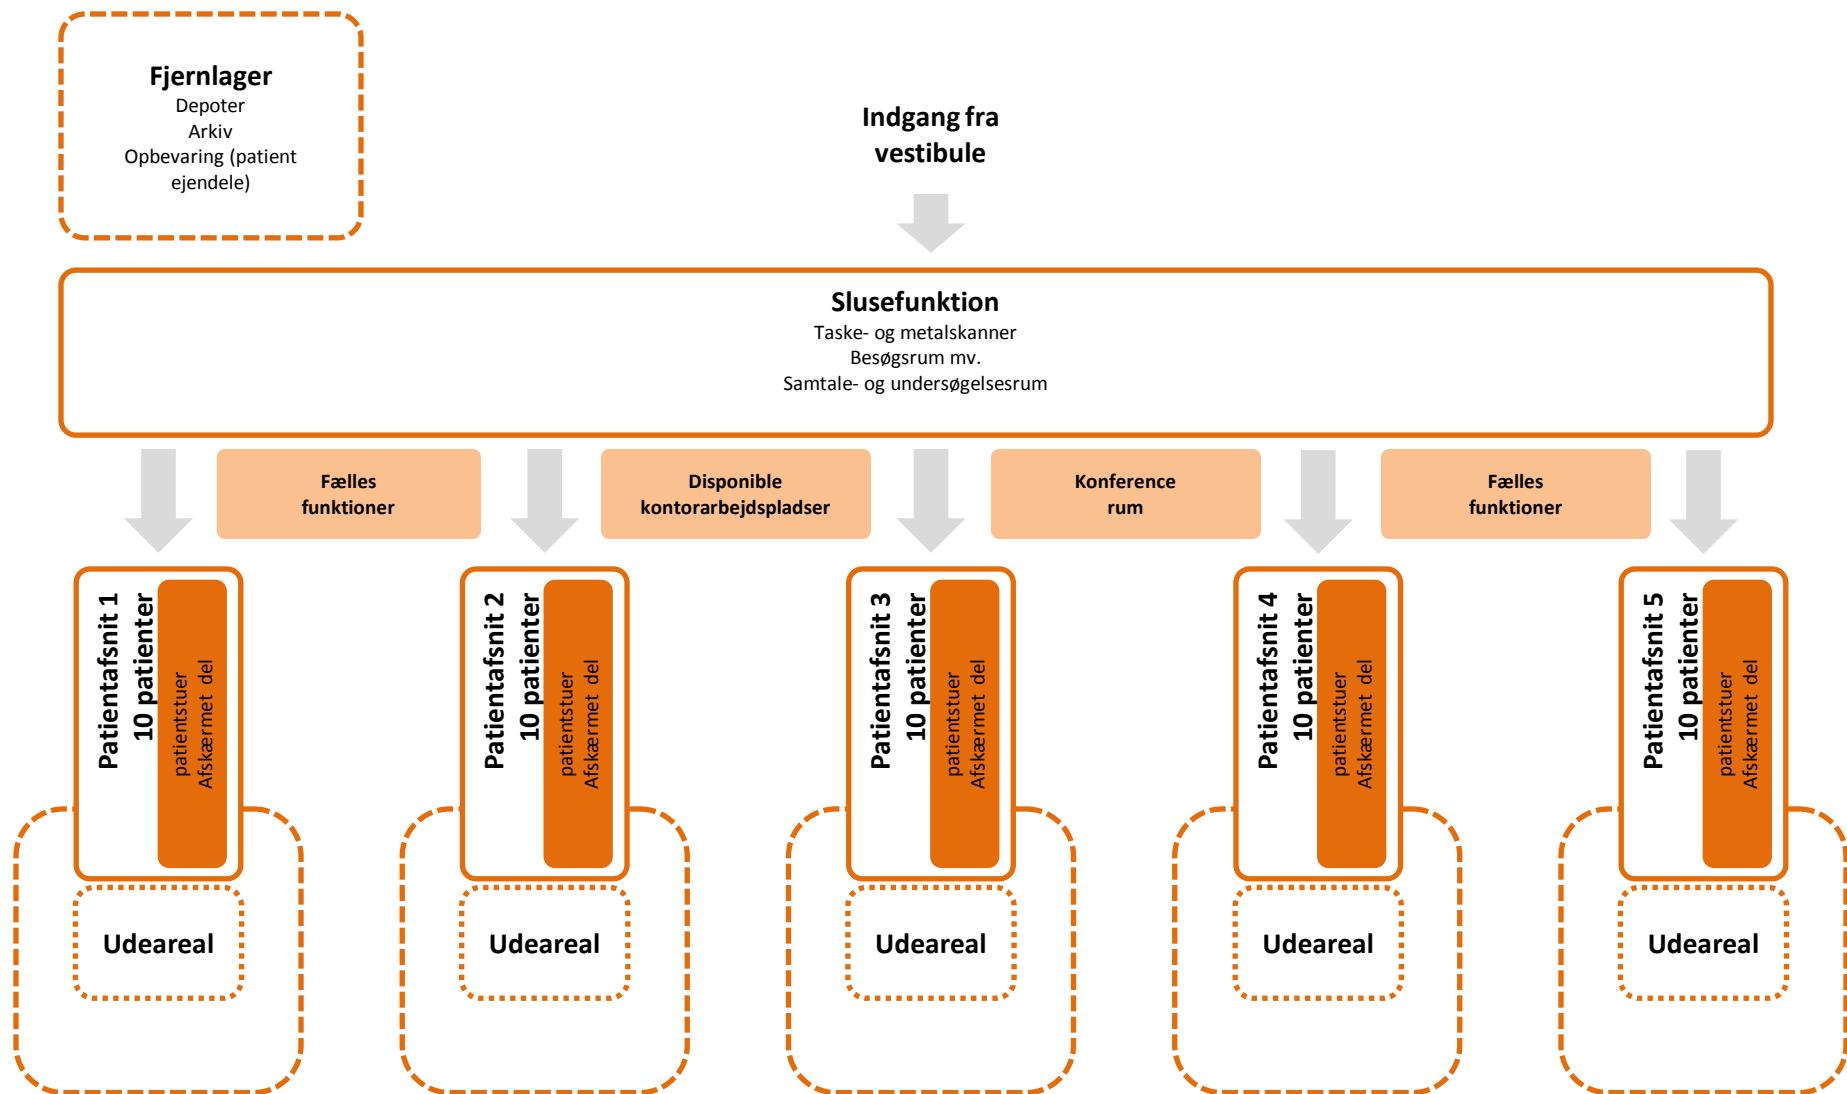 Fjernlager
Depoter
Arkiv
Opbevaring (patient
ejendele)
Indgang fra
vestibule
Slusefunktion
Taske- og metalskanner
Besøgsrum mv.
Samtale- og undersøgelsesrum
Fælles
funktioner
Disponible
kontorarbejdspladser
Konference
rum
Fælles
funktioner
Patientafsnit 1
10 patienter
patientstuer
Afskærmet del
Patientafsnit 2
10 patienter
patientstuer
Afskærmet del
Patientafsnit 3
10 patienter
patientstuer
Afskærmet del
Patientafsnit 4
10 patienter
patientstuer
Afskærmet del
Patientafsnit 5
10 patienter
patientstuer
Afskærmet del
Udeareal
Udeareal
Udeareal
Udeareal
Udeareal